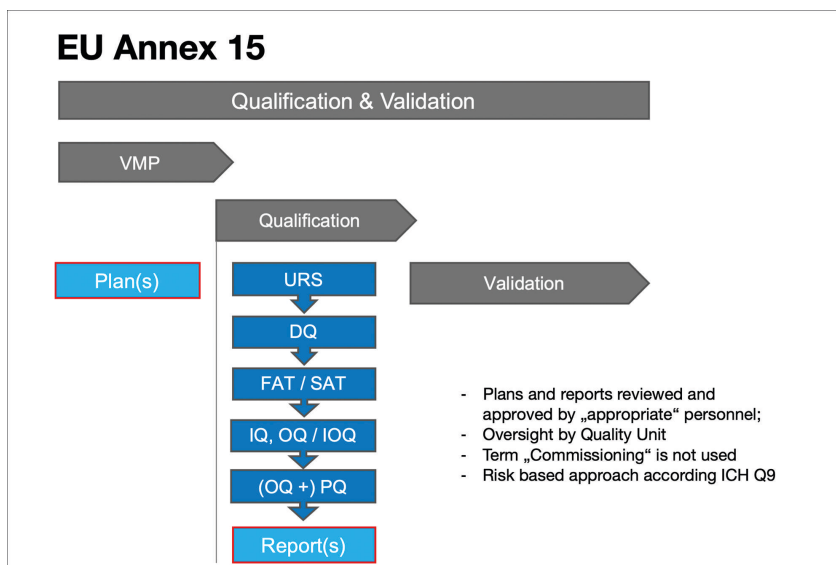 EU Annex 15
Qualification & Validation
VMP
Qualification
Plan(s)
URS
Validation
DQ
FAT / SAT
IQ, OQ / IOQ
(OQ +) PQ
Report(s)
- Plans and reports reviewed and
approved by „appropriate“ personnel;
- Oversight by Quality Unit
- Term „Commissioning“ is not used
- Risk based approach according ICH Q9